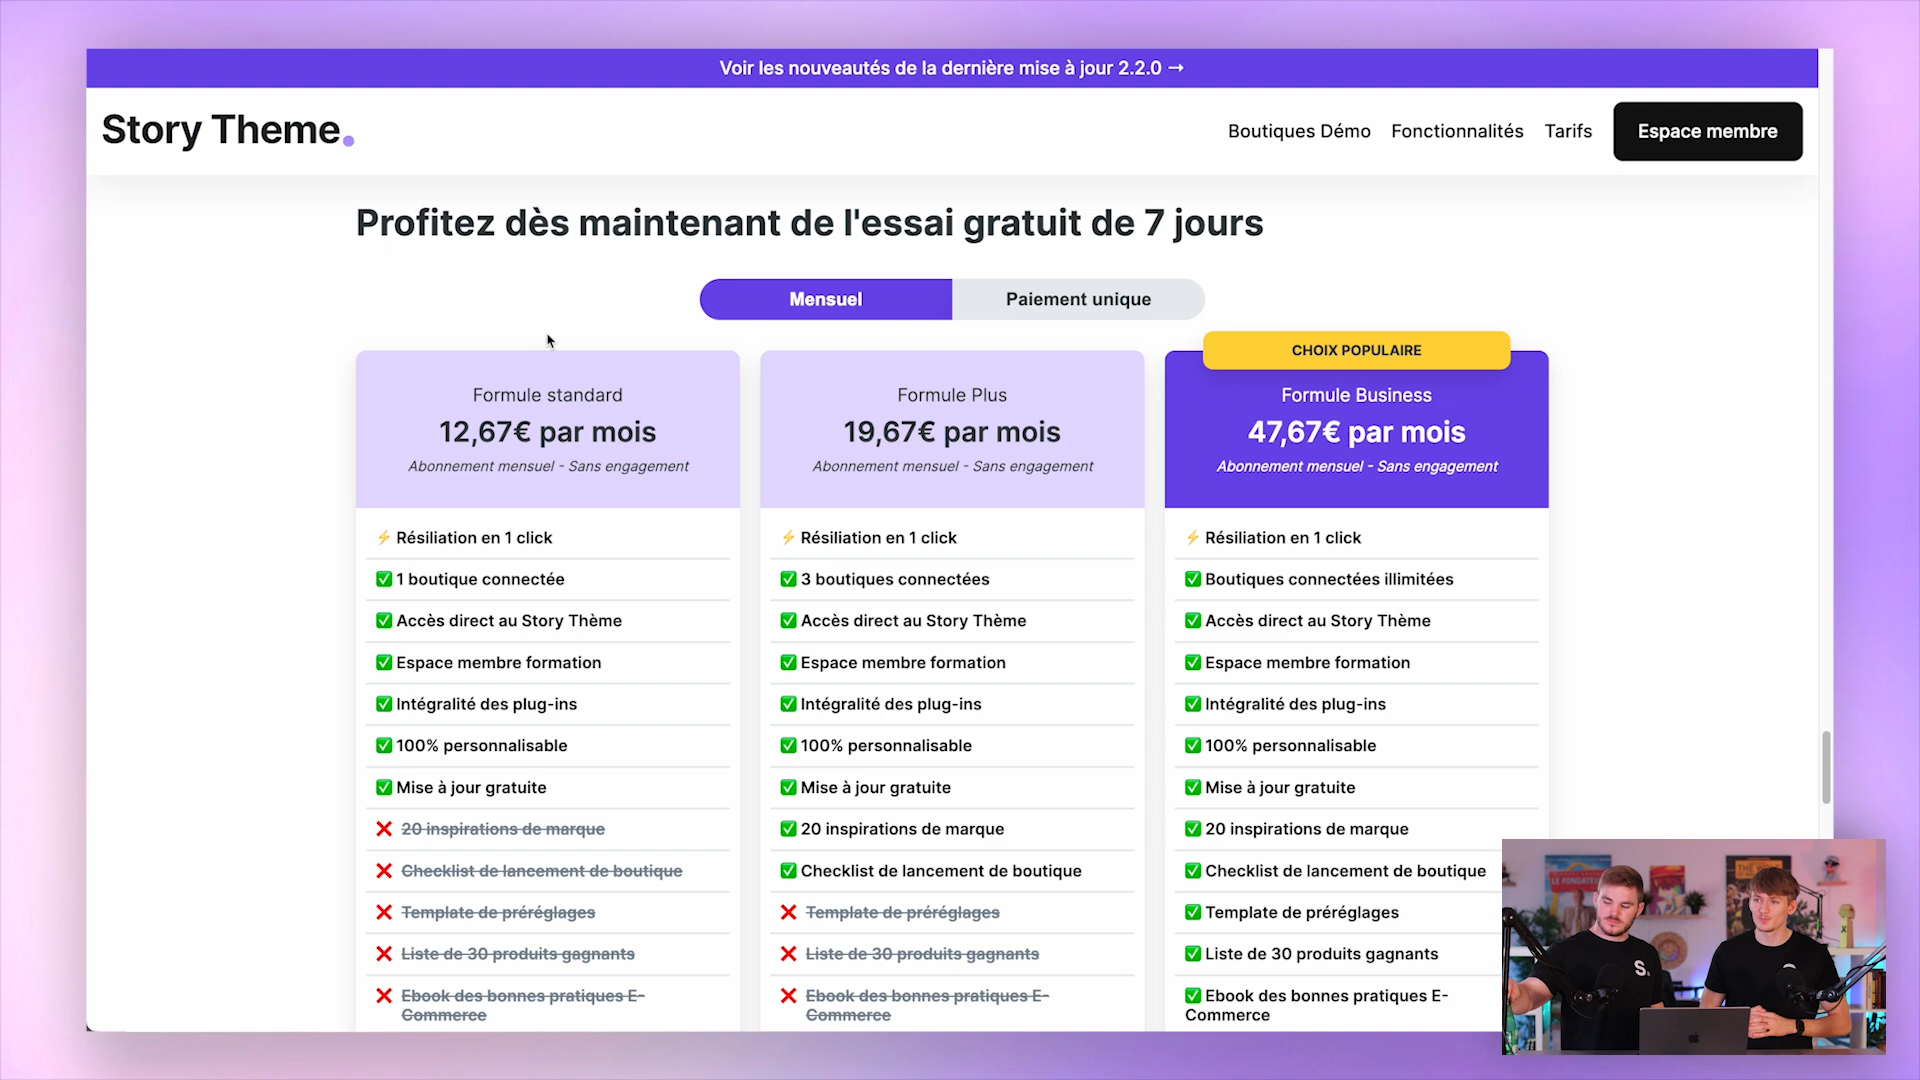 Voir les nouveautés de la dernière mise à jour 2.2.0 →
Story Theme.
Boutiques Démo
Fonctionnalités
Tarifs
Espace membre
Profitez dès maintenant de l'essai gratuit de 7 jours
Mensuel
Paiement unique
Formule standard
12,67€ par mois
Abonnement mensuel - Sans engagement
⚡ Résiliation en 1 click
✅ 1 boutique connectée
✅ Accès direct au Story Thème
✅ Espace membre formation
✅ Intégralité des plug-ins
✅ 100% personnalisable
✅ Mise à jour gratuite
❌ 20 inspirations de marque
❌ Checklist de lancement de boutique
❌ Template de préréglages
❌ Liste de 30 produits gagnants
❌ Ebook des bonnes pratiques E-
Commerce
Formule Plus
19,67€ par mois
Abonnement mensuel - Sans engagement
⚡ Résiliation en 1 click
✅ 3 boutiques connectées
✅ Accès direct au Story Thème
✅ Espace membre formation
✅ Intégralité des plug-ins
✅ 100% personnalisable
✅ Mise à jour gratuite
✅ 20 inspirations de marque
✅ Checklist de lancement de boutique
❌ Template de préréglages
❌ Liste de 30 produits gagnants
❌ Ebook des bonnes pratiques E-
Commerce
CHOIX POPULAIRE
Formule Business
47,67€ par mois
Abonnement mensuel - Sans engagement
⚡ Résiliation en 1 click
✅ Boutiques connectées illimitées
✅ Accès direct au Story Thème
✅ Espace membre formation
✅ Intégralité des plug-ins
✅ 100% personnalisable
✅ Mise à jour gratuite
✅ 20 inspirations de marque
✅ Checklist de lancement de boutique
✅ Template de préréglages
✅ Liste de 30 produits gagnants
✅ Ebook des bonnes pratiques E-
Commerce
LE FONDATEUR
S.